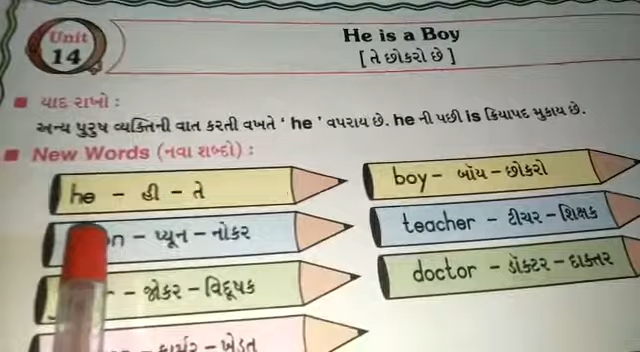 Unit
14
He is a Boy
[ તે છોકરો છે ]
યાદ રાખો :
અન્ય પુરુષ વ્યક્તિની વાત કરતી વખતે ‘ he ’ વપરાય છે. he ની પછી is ક્રિયાપદ મુકાય છે.
New Words (નવા શબ્દો) :
he – હી – તે
boy – બૉય – છોકરો
– પ્યૂન – નોકર
teacher – ટીચર – શિક્ષક
– જોકર – વિદૂષક
doctor – ડૉક્ટર – દાક્તર
– ફાર્મર – ખેડૂત